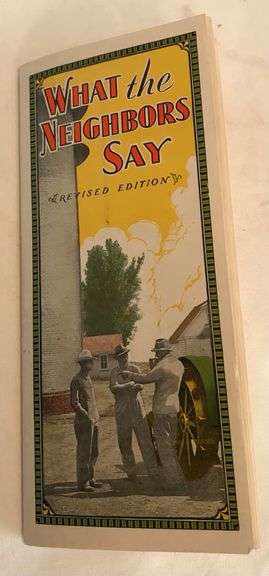 WHAT the
NEIGHBORS
SAY
REVISED EDITION